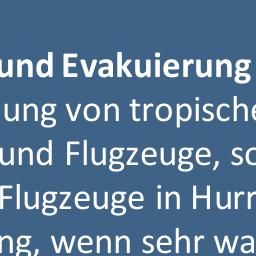 und Evakuierung
ung von tropische
und Flugzeuge, so
Flugzeuge in Hurr
ng, wenn sehr wa